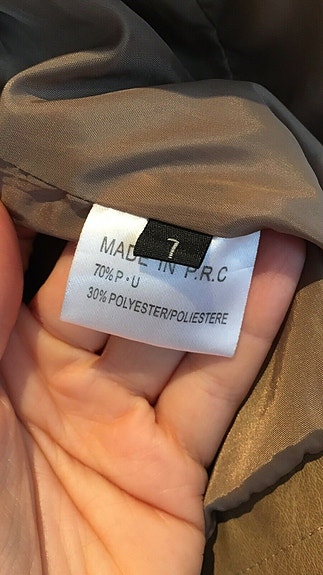 7
MADE IN P.R.C
70% P·U
30% POLYESTER/POLIESTERE